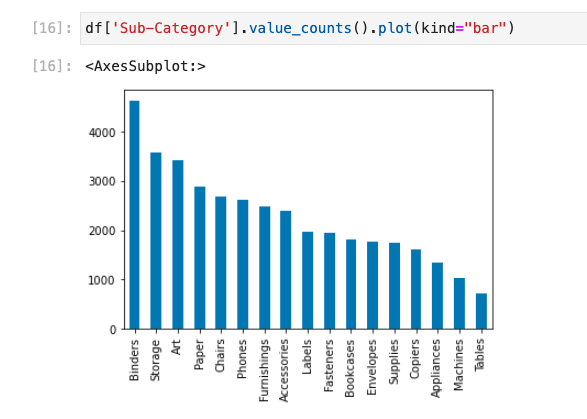 [16]: df['Sub-Category'].value_counts().plot(kind="bar")
[16]: <AxesSubplot:>
4000
3000
2000
1000
0
Binders
Storage
Art
Paper
Chairs
Phones
Furnishings
Accessories
Labels
Fasteners
Bookcases
Envelopes
Supplies
Copiers
Appliances
Machines
Tables